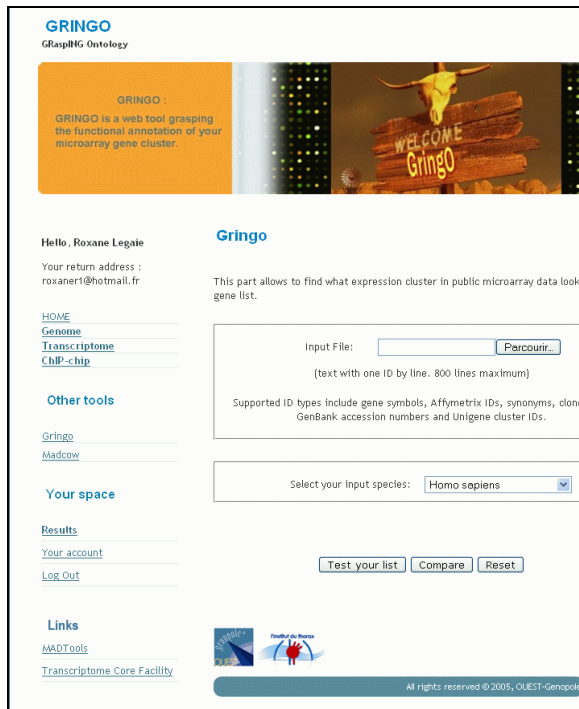 GRINGO
GRaspING Ontology
GRINGO :
GRINGO is a web tool grasping
the functional annotation of your
microarray gene cluster.
WELCOME
GringO
Hello, Roxane Legaie
Your return address :
roxaner1@hotmail.fr
HOME
Genome
Transcriptome
ChIP-chip
Other tools
Gringo
Madcow
Your space
Results
Your account
Log Out
Links
MADTools
Transcriptome Core Facility
Gringo
This part allows to find what expression cluster in public microarray data look
gene list.
Input File:
Parcourir...
(text with one ID by line. 800 lines maximum)
Supported ID types include gene symbols, Affymetrix IDs, synonyms, clon
GenBank accession numbers and Unigene cluster IDs.
Select your input species:
Homo sapiens
Test your list
Compare
Reset
genopole
OUEST
l'institut du thorax
All rights reserved © 2005, OUEST-Genopole